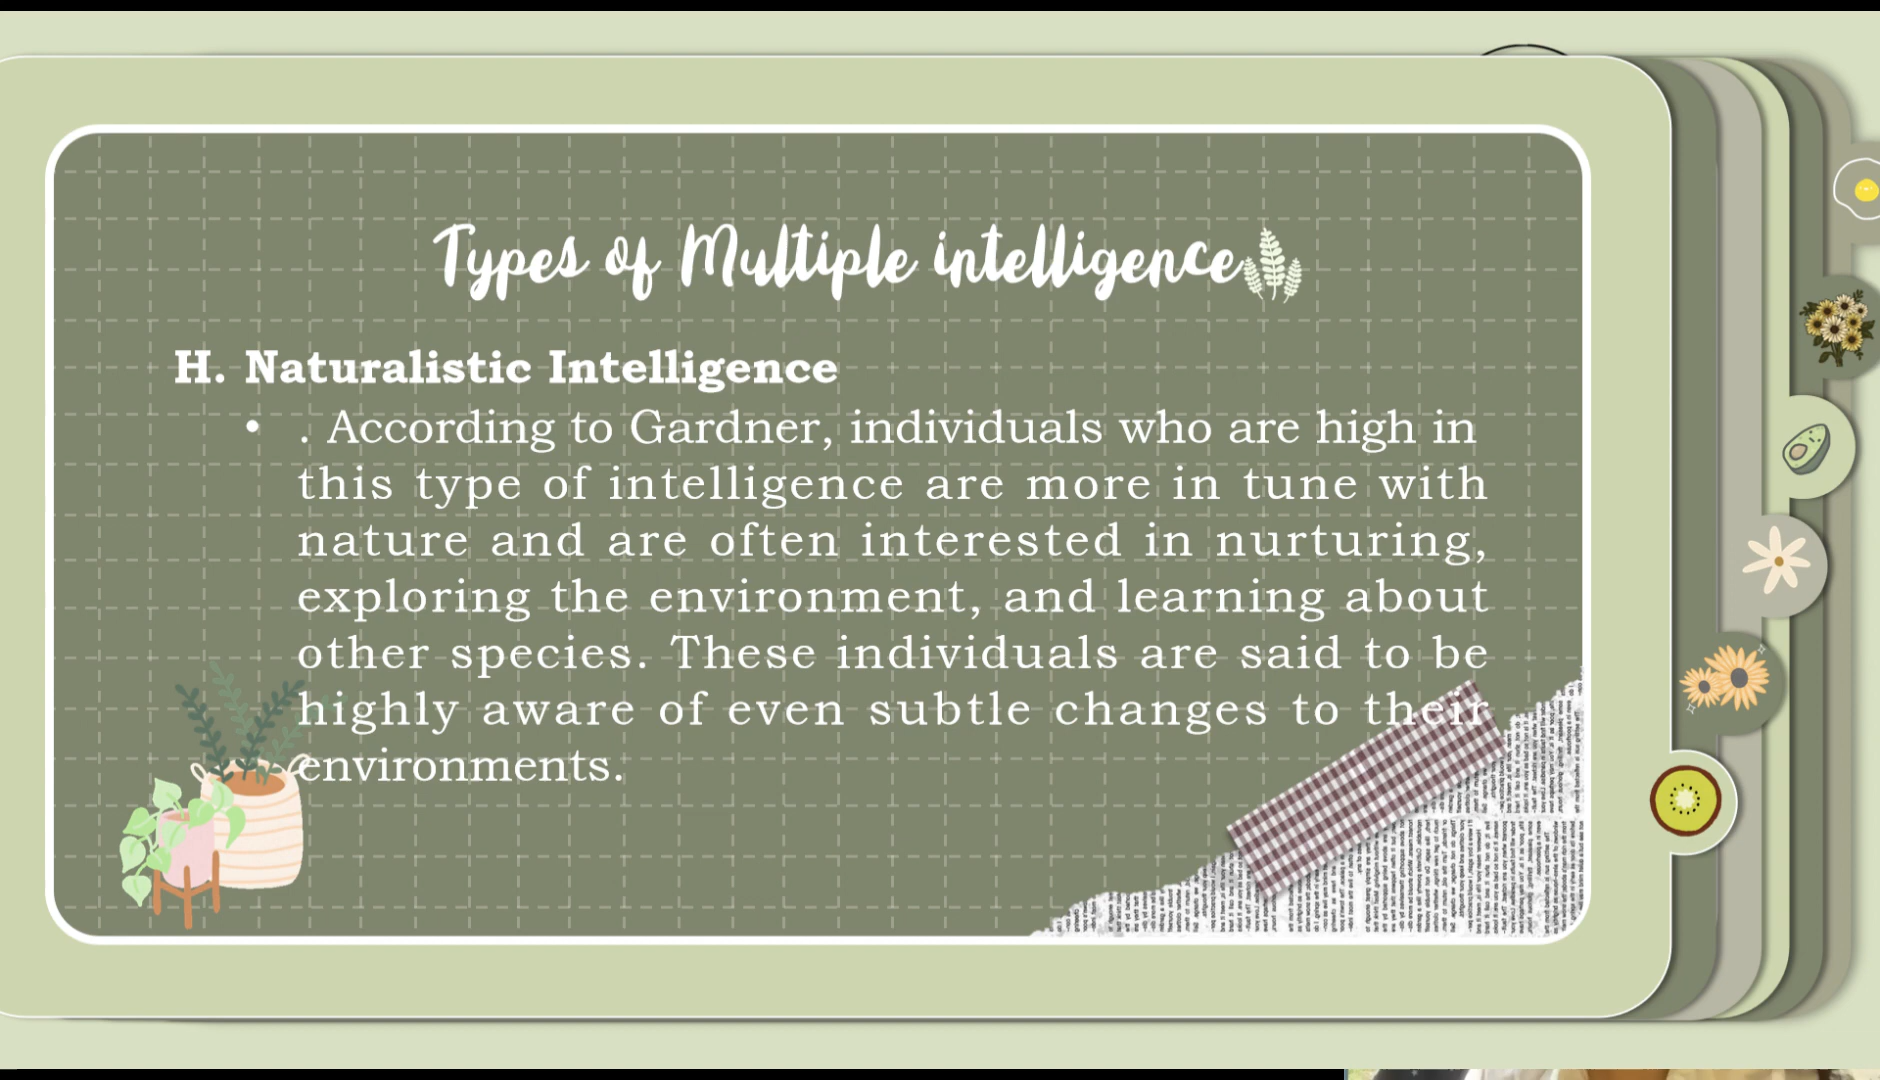 Types of Multiple intelligence
H. Naturalistic Intelligence
• . According to Gardner, individuals who are high in
this type of intelligence are more in tune with
nature and are often interested in nurturing,
exploring the environment, and learning about
other species. These individuals are said to be
highly aware of even subtle changes to their
environments.